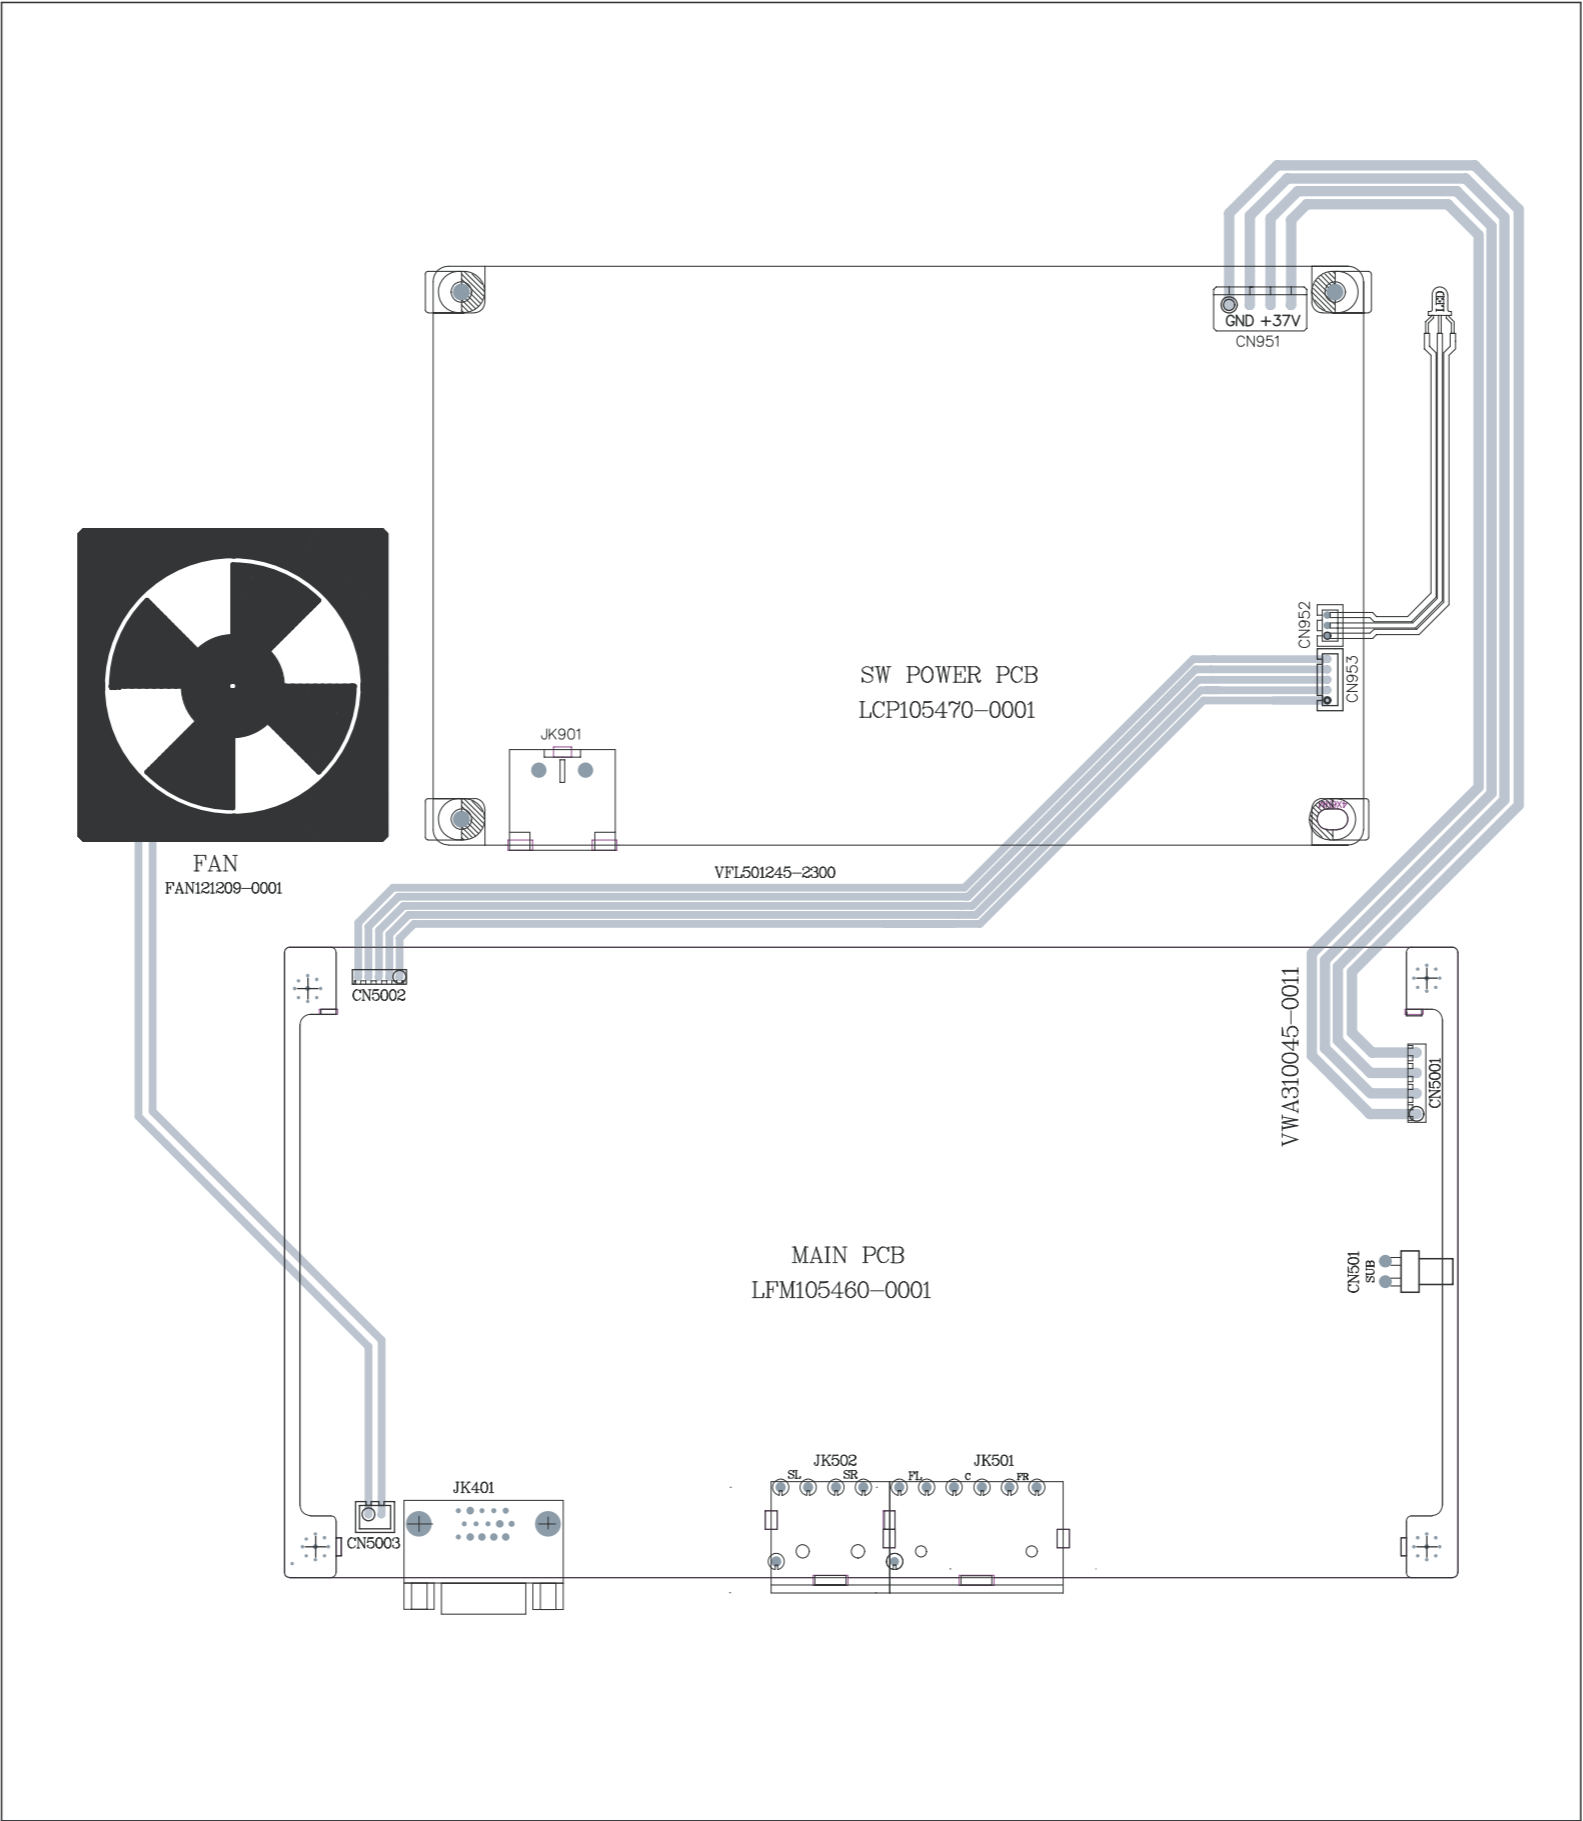 LED
GND +37V
CN951
CN952
CN953
SW POWER PCB
LCP105470-0001
JK901
FAN
FAN121209-0001
VFL501245-2300
CN5002
VWA310045-0011
CN5001
MAIN PCB
LFM105460-0001
CN501
SUB
JK502
JK501
SL
SR
FL
C
FR
JK401
CN5003